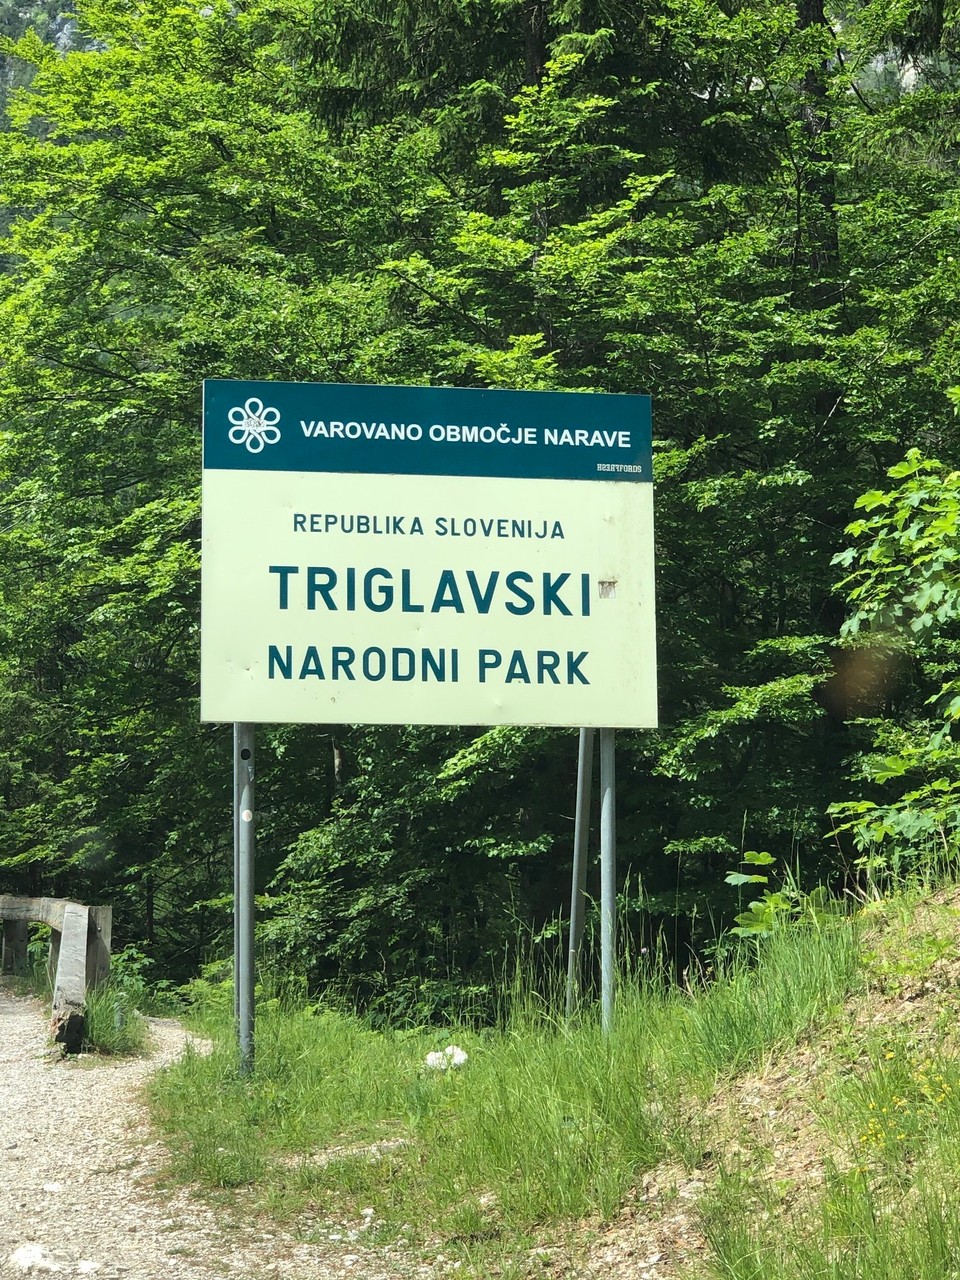 VAROVANO OBMOČJE NARAVE
REPUBLIKA SLOVENIJA
TRIGLAVSKI
NARODNI PARK